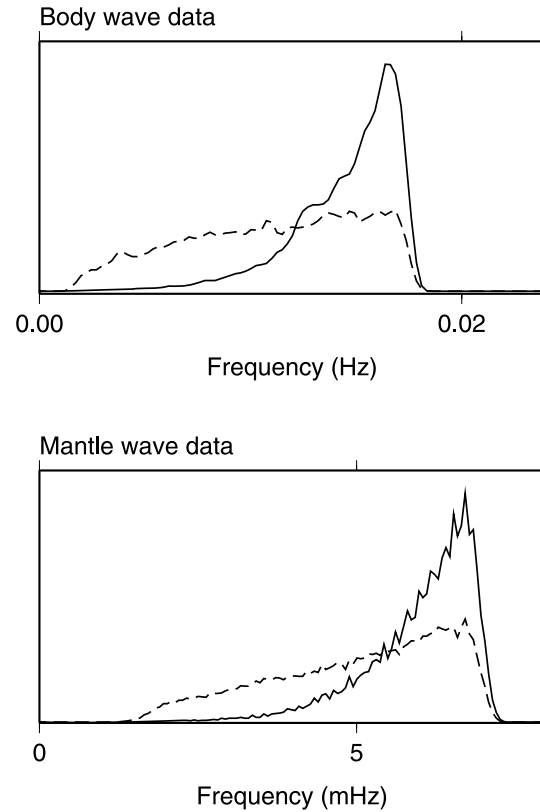 Body wave data
0.00 0.02
Frequency (Hz)
Mantle wave data
0 5
Frequency (mHz)